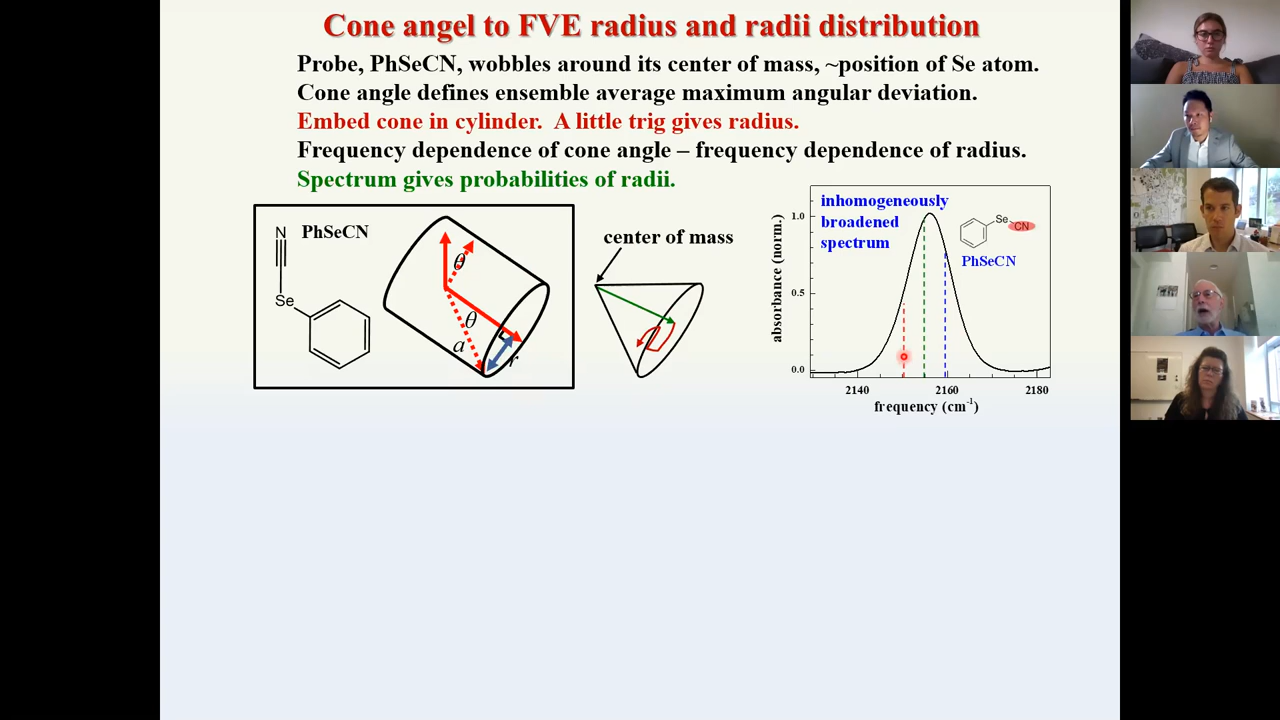 Cone angel to FVE radius and radii distribution
Probe, PhSeCN, wobbles around its center of mass, ~position of Se atom.
Cone angle defines ensemble average maximum angular deviation.
Embed cone in cylinder.  A little trig gives radius.
Frequency dependence of cone angle – frequency dependence of radius.
Spectrum gives probabilities of radii.
N
PhSeCN
Se
θ
θ
a
r
center of mass
inhomogeneously
broadened
spectrum
Se
CN
PhSeCN
absorbance (norm.)
1.0
0.5
0.0
2140
2160
2180
frequency (cm-1)